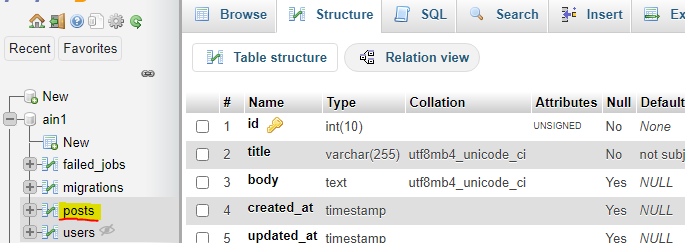 Browse Structure SQL Search Insert Ex
Recent Favorites
Table structure Relation view
# Name Type Collation Attributes Null Default
1 id int(10) UNSIGNED No None
2 title varchar(255) utf8mb4_unicode_ci No not subj
3 body text utf8mb4_unicode_ci Yes NULL
4 created_at timestamp Yes NULL
5 updated_at timestamp Yes NULL
New
ain1
New
failed_jobs
migrations
posts
users